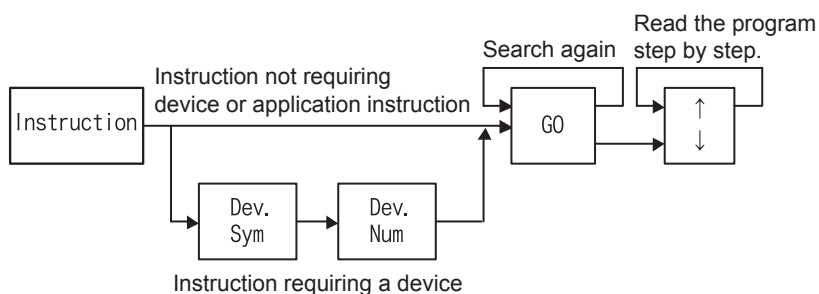 Read the program
step by step.
Search again
Instruction not requiring
device or application instruction
Instruction
GO
↑
↓
Dev.
Sym
Dev.
Num
Instruction requiring a device